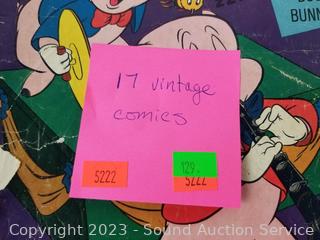 BUNN
17 vintage
comics
5222
129.
5222
Copyright 2023 - Sound Auction Service